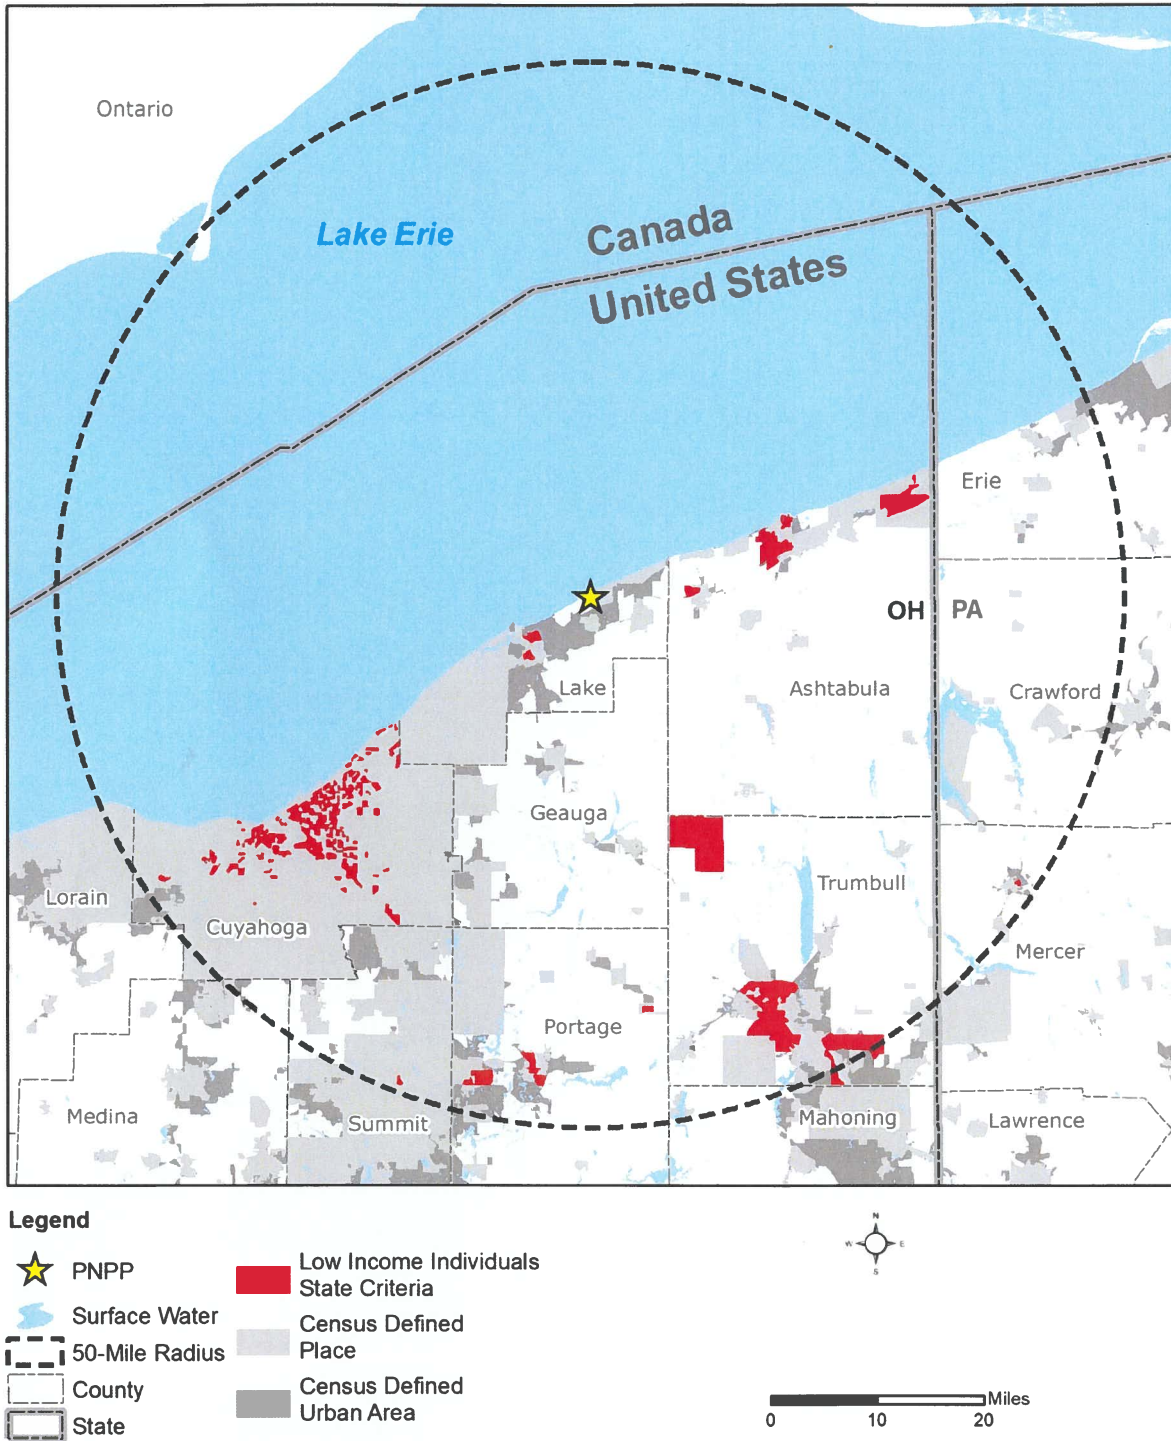 Ontario
Lake Erie
Canada
United States
Erie
OH
PA
Lake
Ashtabula
Crawford
Geauga
Trumbull
Lorain
Cuyahoga
Mercer
Portage
Medina
Summit
Mahoning
Lawrence
Legend
PNPP
Surface Water
50-Mile Radius
County
State
Low Income Individuals
State Criteria
Census Defined
Place
Census Defined
Urban Area
N
W
E
S
Miles
0
10
20